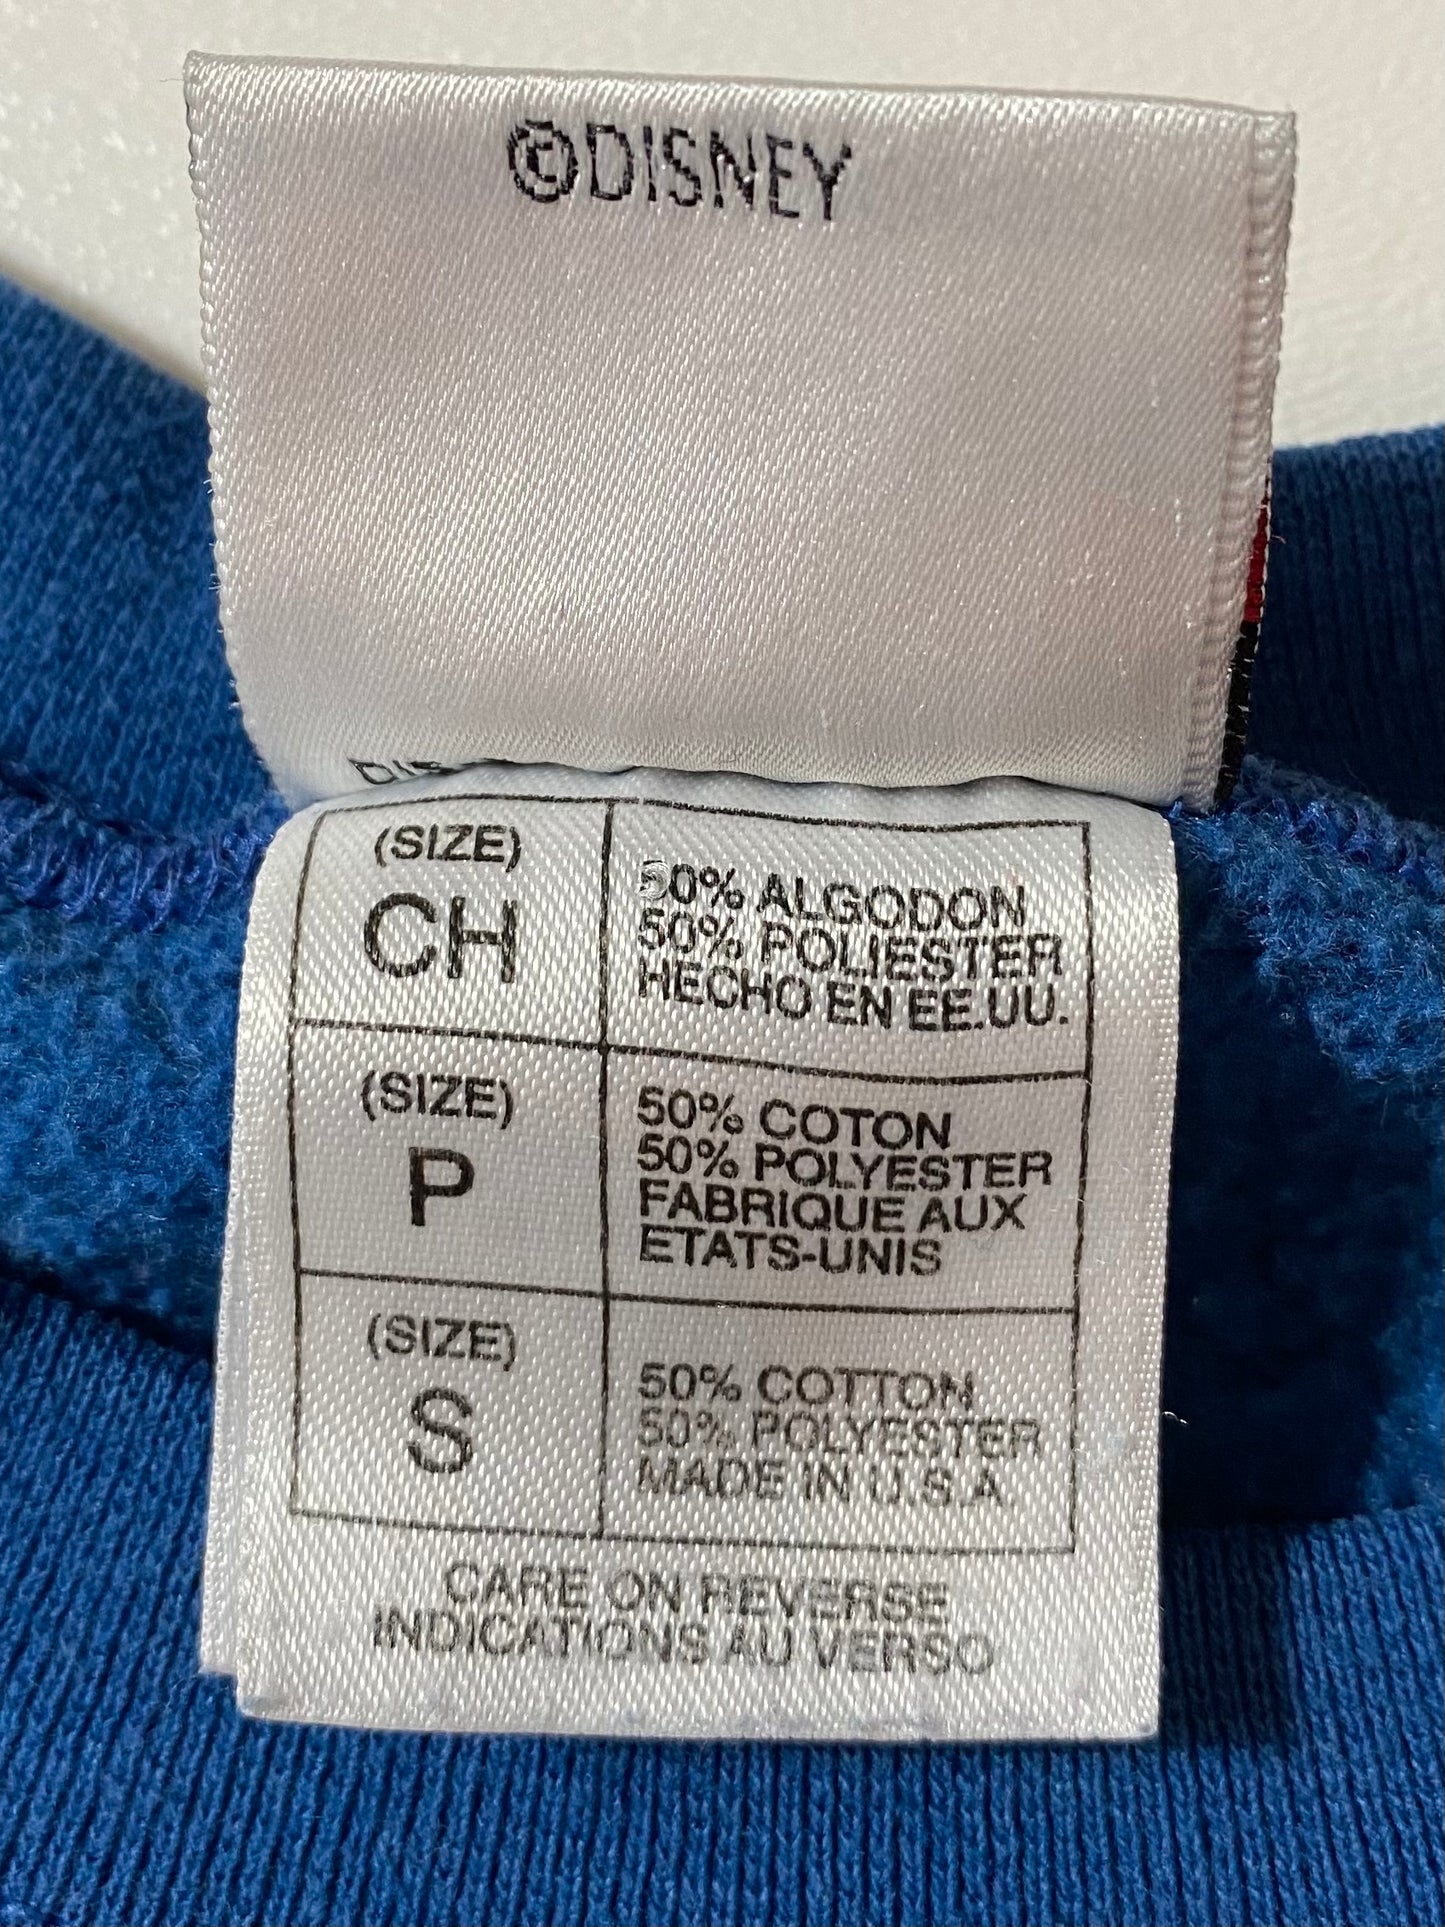 ©DISNEY
(SIZE)
CH
50% ALGODON
50% POLIESTER
HECHO EN EE.UU.
(SIZE)
P
50% COTON
50% POLYESTER
FABRIQUE AUX
ETATS-UNIS
(SIZE)
S
50% COTTON
50% POLYESTER
MADE IN U.S.A
CARE ON REVERSE
INDICATIONS AU VERSO